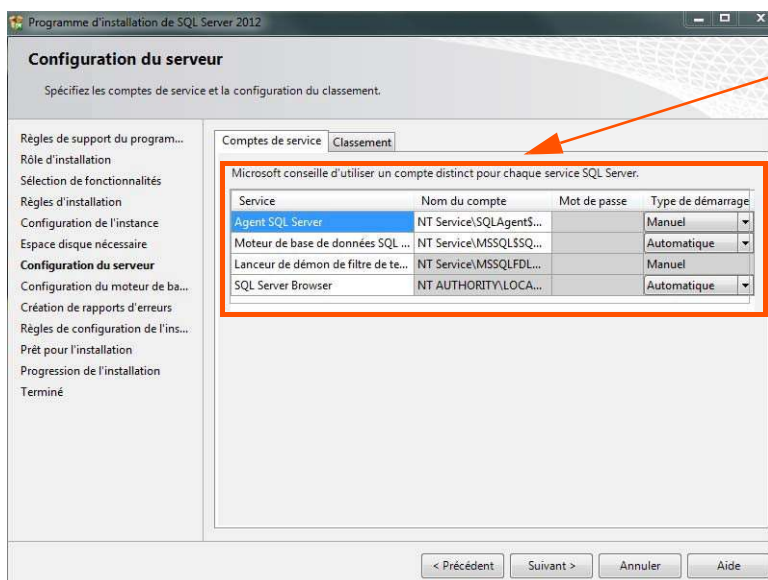 Programme d'installation de SQL Server 2012
Configuration du serveur
Spécifiez les comptes de service et la configuration du classement.
Règles de support du program...
Rôle d'installation
Sélection de fonctionnalités
Règles d'installation
Configuration de l'instance
Espace disque nécessaire
Configuration du serveur
Configuration du moteur de ba...
Création de rapports d'erreurs
Règles de configuration de l'ins...
Prêt pour l'installation
Progression de l'installation
Terminé
Comptes de service Classement
Microsoft conseille d'utiliser un compte distinct pour chaque service SQL Server.
Service Nom du compte Mot de passe Type de démarrage
Agent SQL Server NT Service\SQLAgent$... Manuel
Moteur de base de données SQL ... NT Service\MSSQL$SQ... Automatique
Lanceur de démon de filtre de te... NT Service\MSSQLFDL... Manuel
SQL Server Browser NT AUTHORITY\LOCA... Automatique
< Précédent Suivant > Annuler Aide